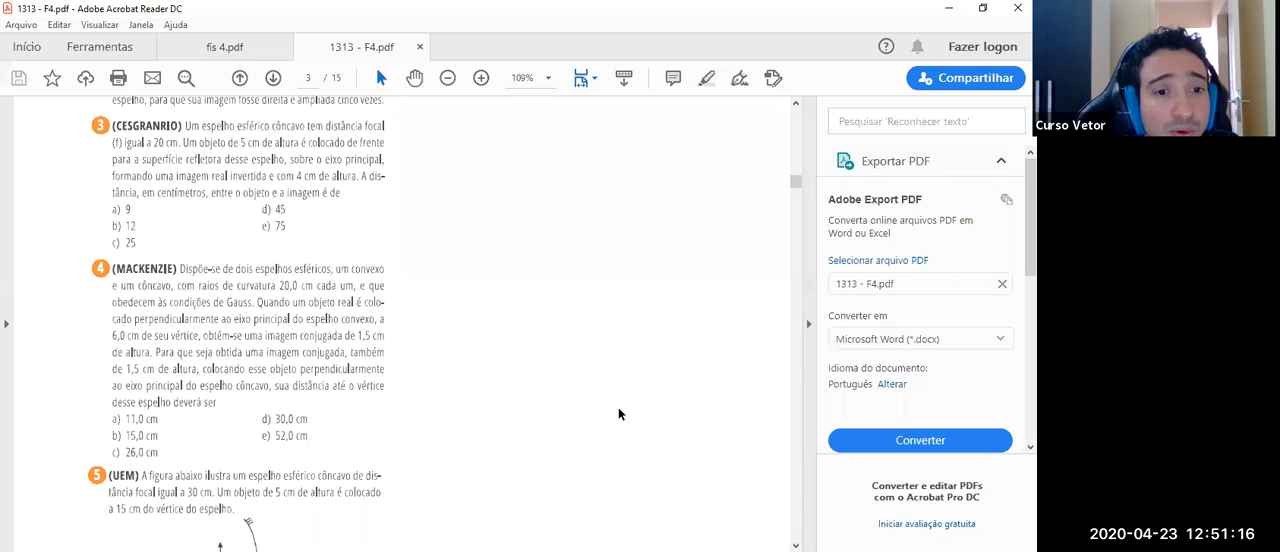 1313 - F4.pdf - Adobe Acrobat Reader DC
Arquivo Editar Visualizar Janela Ajuda
Início Ferramentas fis 4.pdf 1313 - F4.pdf × Fazer logon
3 / 15 109% Compartilhar
espelho, para que sua imagem fosse direita e ampliada cinco vezes.
3 (CESGRANRIO) Um espelho esférico côncavo tem distância focal
(f) igual a 20 cm. Um objeto de 5 cm de altura é colocado de frente
para a superfície refletora desse espelho, sobre o eixo principal,
formando uma imagem real invertida e com 4 cm de altura. A dis-
tância, em centímetros, entre o objeto e a imagem é de
a) 9 d) 45
b) 12 e) 75
c) 25
4 (MACKENZIE) Dispõe-se de dois espelhos esféricos, um convexo
e um côncavo, com raios de curvatura 20,0 cm cada um, e que
obedecem às condições de Gauss. Quando um objeto real é colo-
cado perpendicularmente ao eixo principal do espelho convexo, a
6,0 cm de seu vértice, obtém-se uma imagem conjugada de 1,5 cm
de altura. Para que seja obtida uma imagem conjugada, também
de 1,5 cm de altura, colocando esse objeto perpendicularmente
ao eixo principal do espelho côncavo, sua distância até o vértice
desse espelho deverá ser
a) 11,0 cm d) 30,0 cm
b) 15,0 cm e) 52,0 cm
c) 26,0 cm
5 (UEM) A figura abaixo ilustra um espelho esférico côncavo de dis-
tância focal igual a 30 cm. Um objeto de 5 cm de altura é colocado
a 15 cm do vértice do espelho.
Pesquisar 'Reconhecer texto'
Exportar PDF
Adobe Export PDF
Converta online arquivos PDF em
Word ou Excel
Selecionar arquivo PDF
1313 - F4.pdf
Converter em
Microsoft Word (*.docx)
Idioma do documento:
Português Alterar
Converter
Converter e editar PDFs
com o Acrobat Pro DC
Iniciar avaliação gratuita
Curso Vetor
2020-04-23 12:51:16